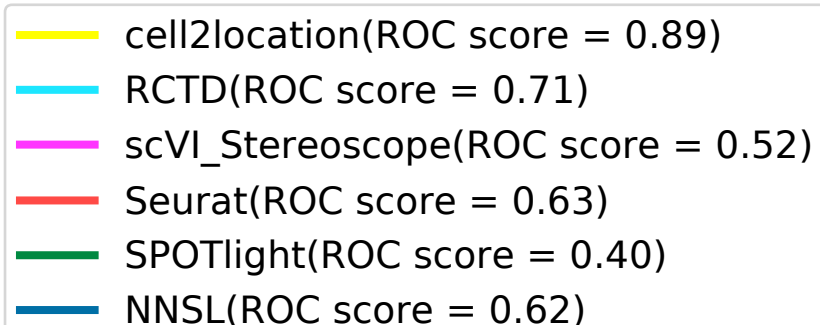 cell2location(ROC score = 0.89)
RCTD(ROC score = 0.71)
scVI_Stereoscope(ROC score = 0.52)
Seurat(ROC score = 0.63)
SPOTlight(ROC score = 0.40)
NNSL(ROC score = 0.62)